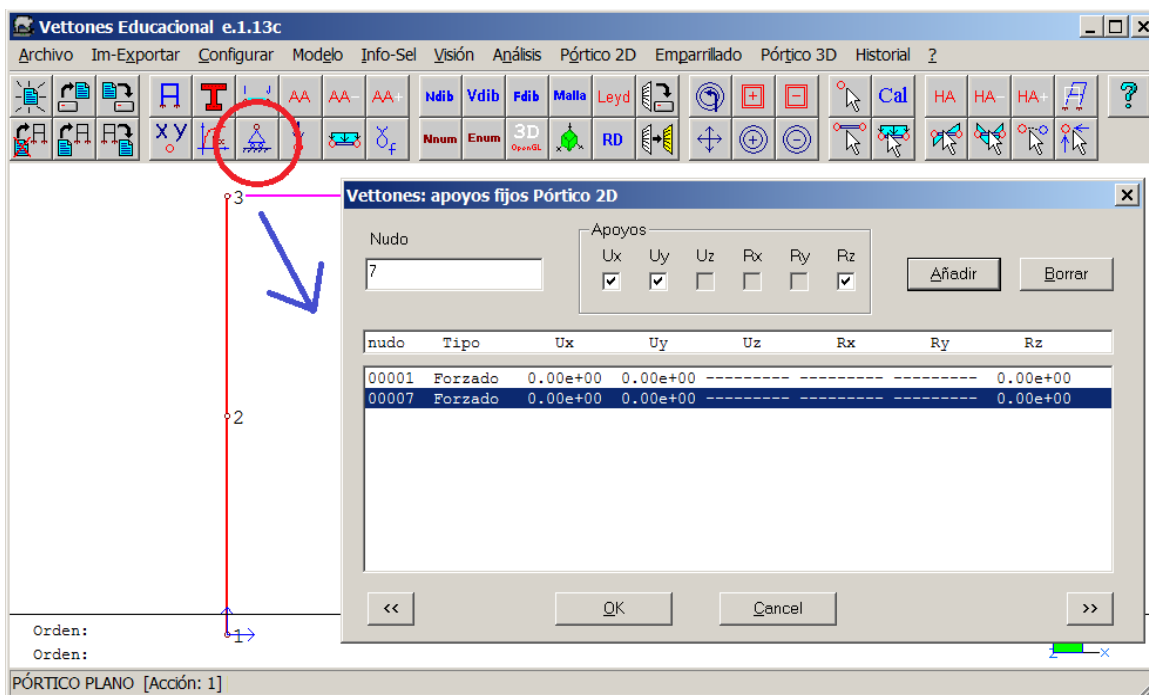 Vettones Educacional e.1.13c
Archivo Im-Exportar Configurar Modelo Info-Sel Visión Análisis Pórtico 2D Emparrillado Pórtico 3D Historial ?
AA AA- AA+ Ndib Vdib Fdib Malla Leyd Cal HA HA- HA+ ?
XY γF Nnum Enum 3D OpenGL RD
3
Vettones: apoyos fijos Pórtico 2D
Nudo
Apoyos
Ux Uy Uz Rx Ry Rz
7
Añadir Borrar
nudo Tipo Ux Uy Uz Rx Ry Rz
00001 Forzado 0.00e+00 0.00e+00 --------- --------- --------- 0.00e+00
00007 Forzado 0.00e+00 0.00e+00 --------- --------- --------- 0.00e+00
2
<< OK Cancel >>
Orden:
1
Orden:
z x
PÓRTICO PLANO [Acción: 1]